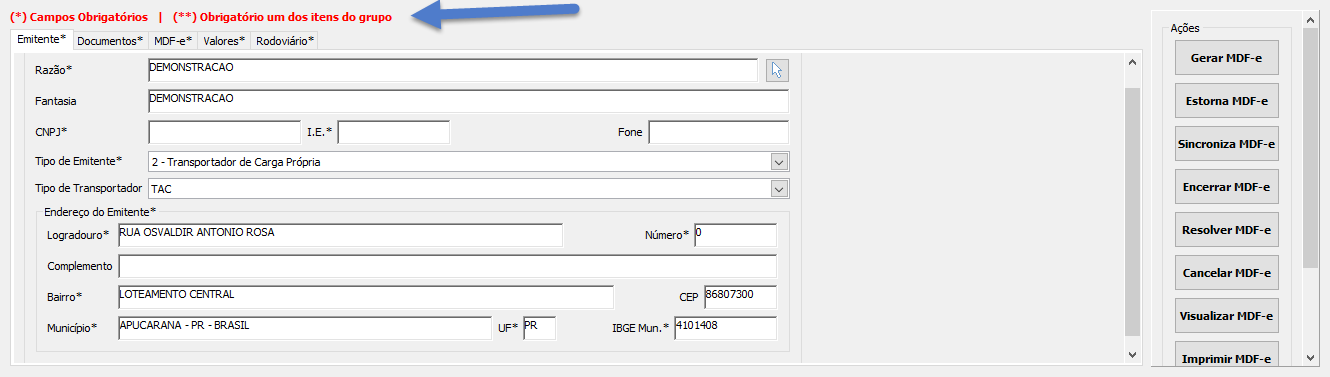 (*) Campos Obrigatórios | (**) Obrigatório um dos itens do grupo
Emitente* Documentos* MDF-e* Valores* Rodoviário*
Razão* DEMONSTRACAO
Fantasia DEMONSTRACAO
CNPJ* I.E.* Fone
Tipo de Emitente* 2 - Transportador de Carga Própria
Tipo de Transportador TAC
Endereço do Emitente*
Logradouro* RUA OSVALDIR ANTONIO ROSA Número* 0
Complemento
Bairro* LOTEAMENTO CENTRAL CEP 86807300
Município* APUCARANA - PR - BRASIL UF* PR IBGE Mun.* 4101408
Ações
Gerar MDF-e
Estorna MDF-e
Sincroniza MDF-e
Encerrar MDF-e
Resolver MDF-e
Cancelar MDF-e
Visualizar MDF-e
Imprimir MDF-e